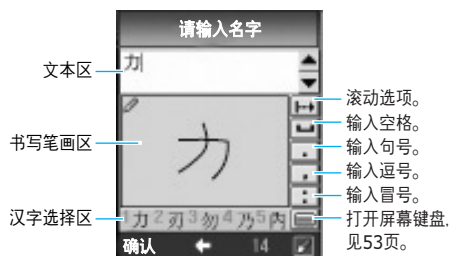 请输入名字
力
文本区
书写笔画区
力
汉字选择区
1力 2刃 3勿 4乃 5内
确认 14
滚动选项。
输入空格。
输入句号。
输入逗号。
输入冒号。
打开屏幕键盘,
见53页。